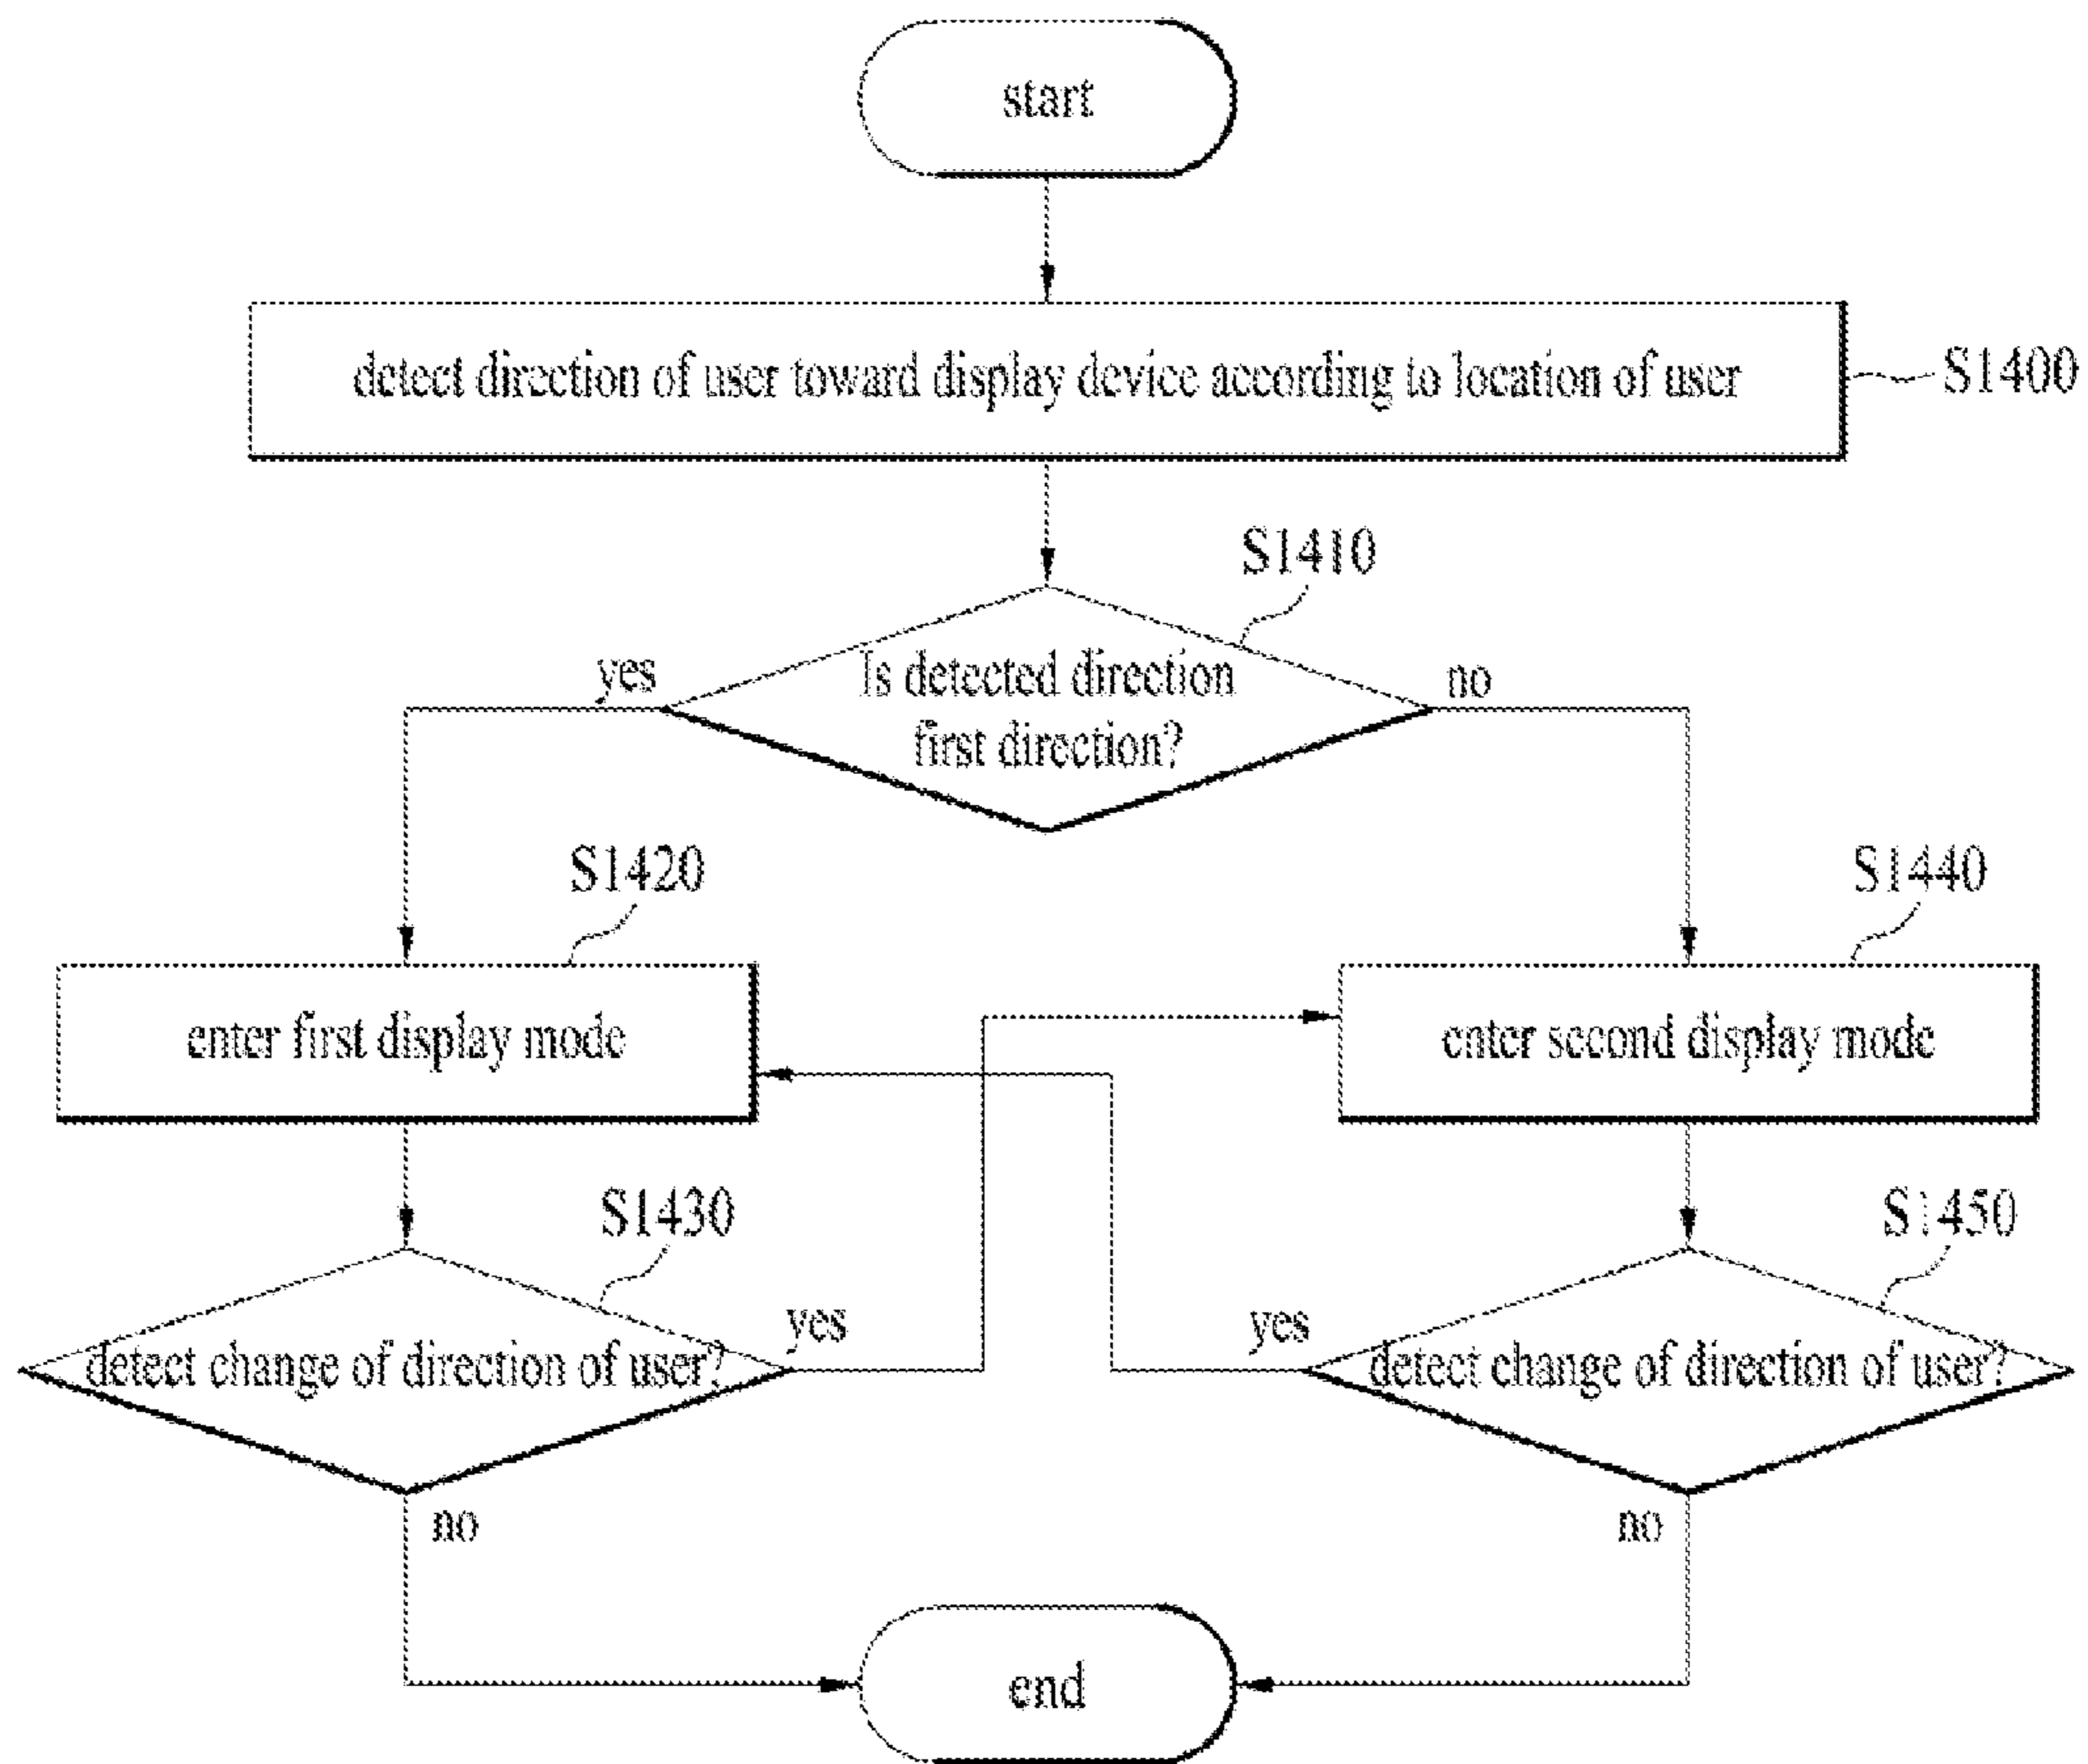 start
detect direction of user toward display device according to location of user
S1400
S1410
yes
Is detected direction
first direction?
no
S1420
S1440
enter first display mode
enter second display mode
S1430
S1450
yes
yes
detect change of direction of user?
detect change of direction of user?
no
no
end